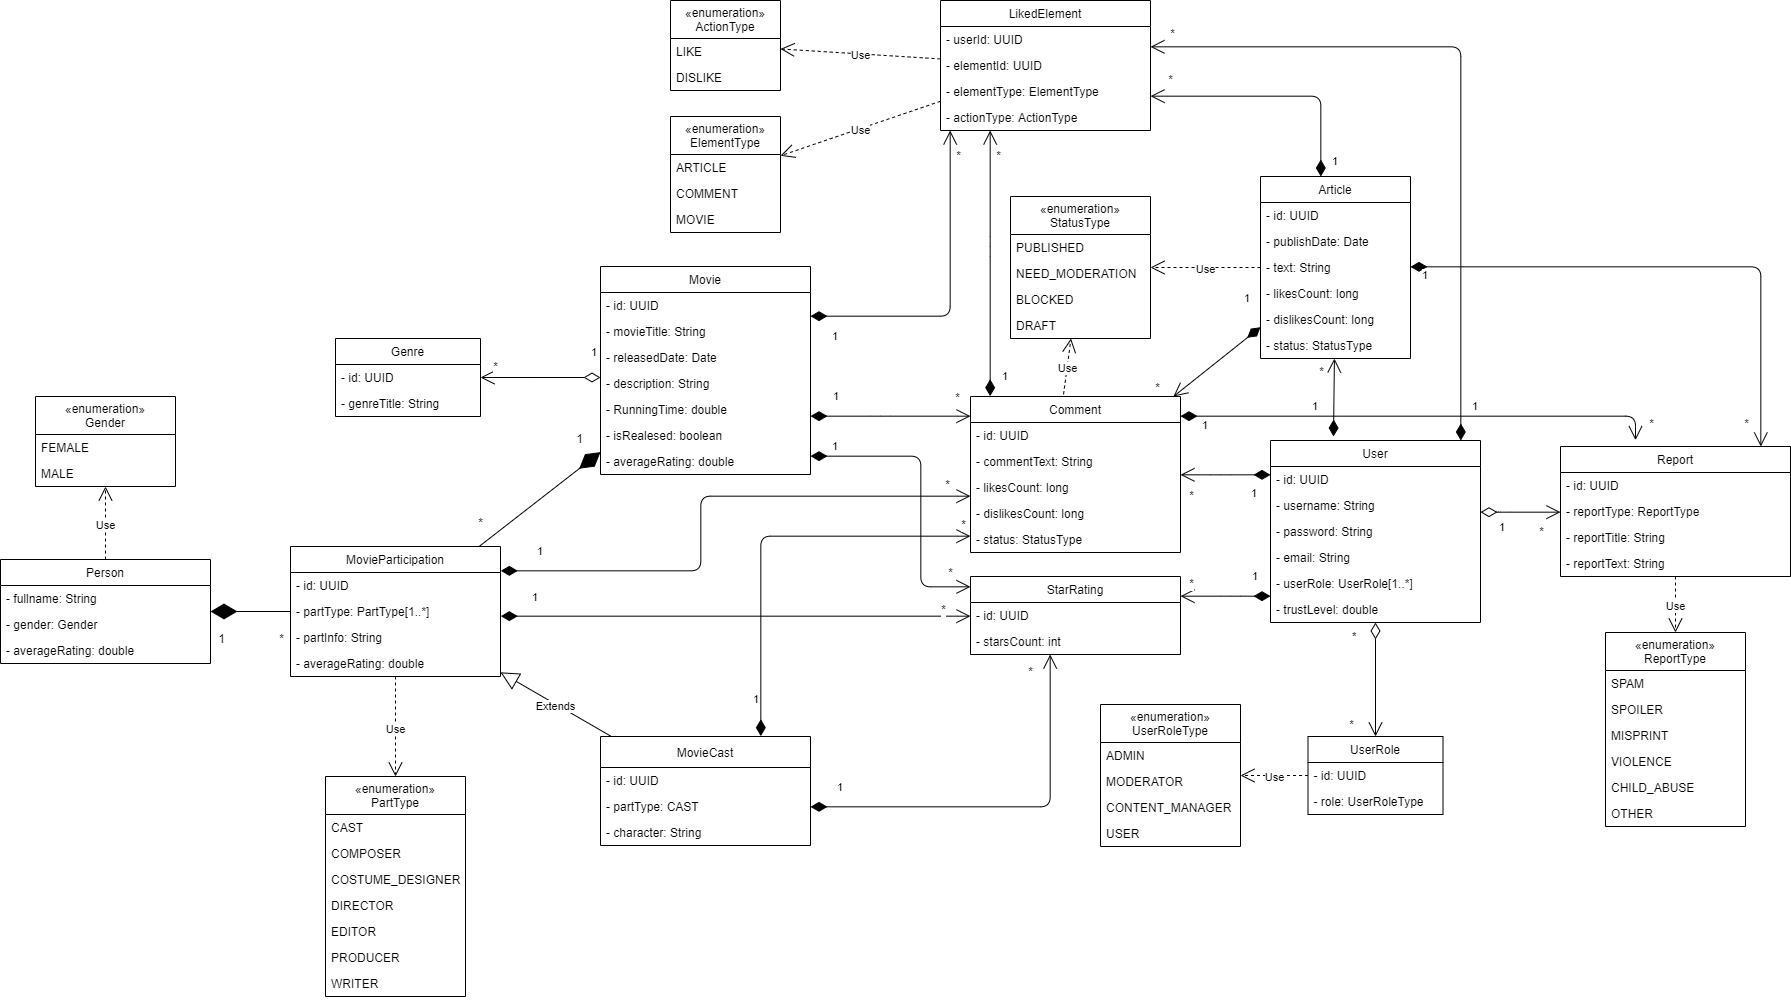 «enumeration»
ActionType
LIKE
DISLIKE
«enumeration»
ElementType
ARTICLE
COMMENT
MOVIE
LikedElement
- userId: UUID
- elementId: UUID
- elementType: ElementType
- actionType: ActionType
Use
Use
*
*
*
*
1
Article
- id: UUID
- publishDate: Date
- text: String
- likesCount: long
- dislikesCount: long
- status: StatusType
«enumeration»
StatusType
PUBLISHED
NEED_MODERATION
BLOCKED
DRAFT
Use
Use
1
1
*
*
Movie
- id: UUID
- movieTitle: String
- releasedDate: Date
- description: String
- RunningTime: double
- isRealesed: boolean
- averageRating: double
1
1
*
1
1
*
1
*
Genre
- id: UUID
- genreTitle: String
«enumeration»
Gender
FEMALE
MALE
Use
Person
- fullname: String
- gender: Gender
- averageRating: double
1
*
MovieParticipation
- id: UUID
- partType: PartType[1..*]
- partInfo: String
- averageRating: double
1
1
*
*
*
*
Comment
- id: UUID
- commentText: String
- likesCount: long
- dislikesCount: long
- status: StatusType
1
1
1
1
*
*
StarRating
- id: UUID
- starsCount: int
User
- id: UUID
- username: String
- password: String
- email: String
- userRole: UserRole[1..*]
- trustLevel: double
1
*
1
*
1
*
Report
- id: UUID
- reportType: ReportType
- reportTitle: String
- reportText: String
Use
«enumeration»
ReportType
SPAM
SPOILER
MISPRINT
VIOLENCE
CHILD_ABUSE
OTHER
Extends
Use
«enumeration»
PartType
CAST
COMPOSER
COSTUME_DESIGNER
DIRECTOR
EDITOR
PRODUCER
WRITER
MovieCast
- id: UUID
- partType: CAST
- character: String
1
1
*
*
*
«enumeration»
UserRoleType
ADMIN
MODERATOR
CONTENT_MANAGER
USER
Use
UserRole
- id: UUID
- role: UserRoleType